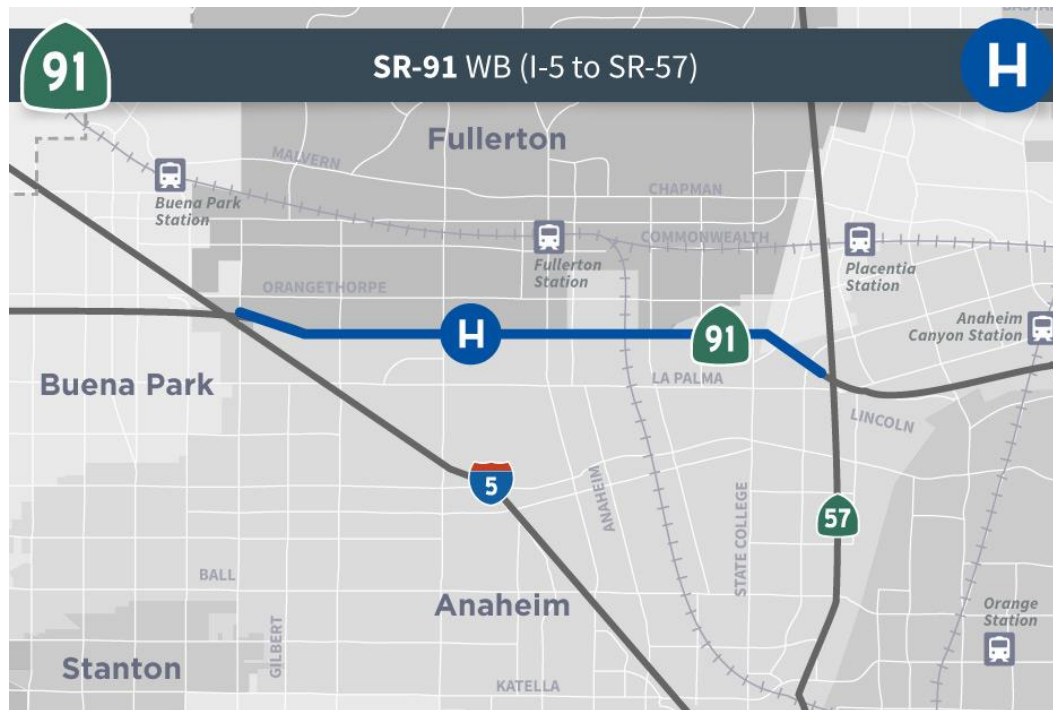 91
SR-91 WB (I-5 to SR-57)
H
Fullerton
MALVERN
CHAPMAN
Buena Park
Station
COMMONWEALTH
Fullerton
Station
Placentia
Station
ORANGETHORPE
Anaheim
Canyon Station
H
91
Buena Park
LA PALMA
LINCOLN
5
ANAHEIM
STATE COLLEGE
57
BALL
Anaheim
Orange
Station
GILBERT
Stanton
KATELLA